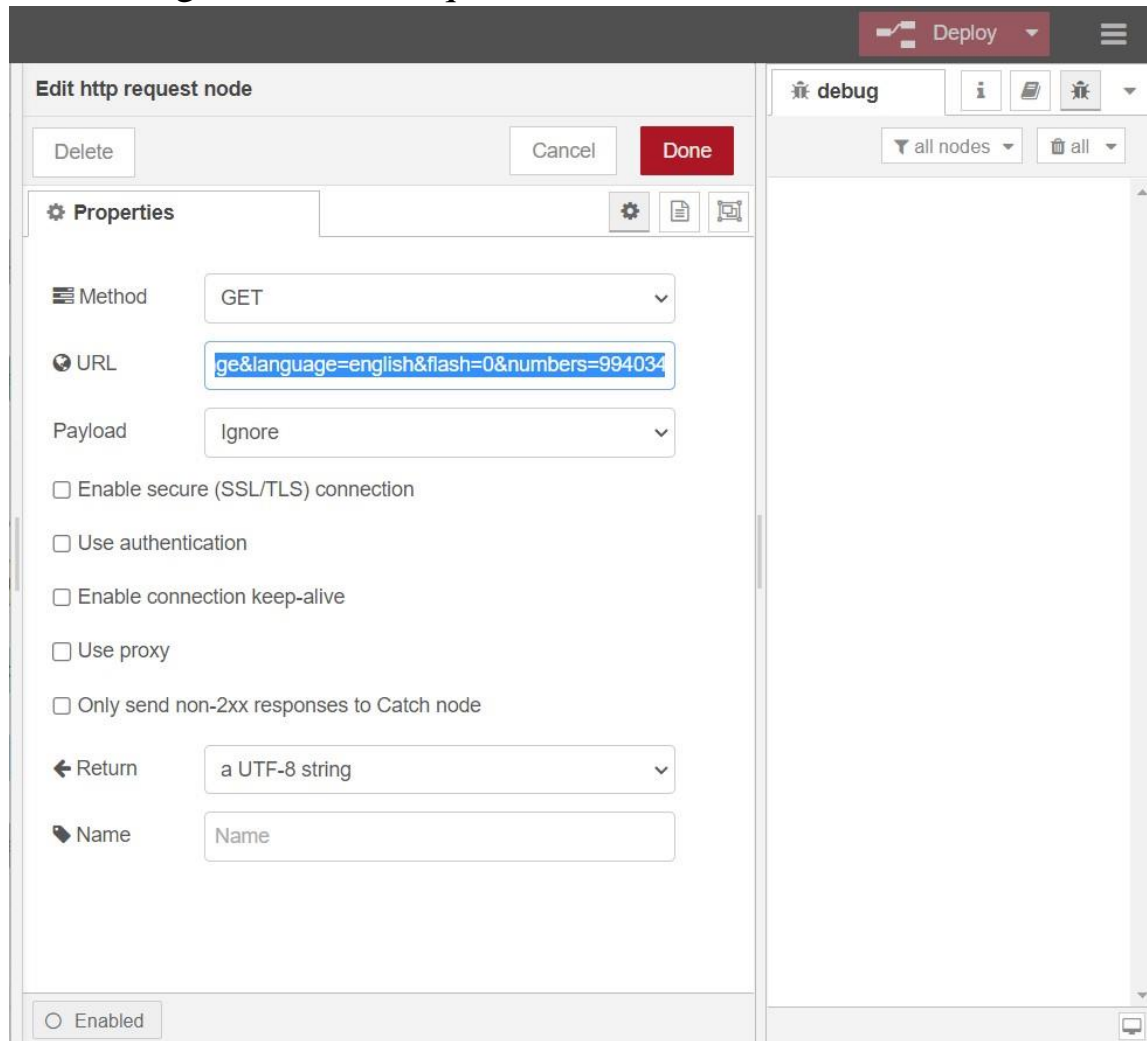 Deploy
Edit http request node
debug
i
Delete
Cancel
Done
all nodes
all
Properties
Method
GET
URL
ge&language=english&flash=0&numbers=994034
Payload
Ignore
Enable secure (SSL/TLS) connection
Use authentication
Enable connection keep-alive
Use proxy
Only send non-2xx responses to Catch node
Return
a UTF-8 string
Name
Name
Enabled